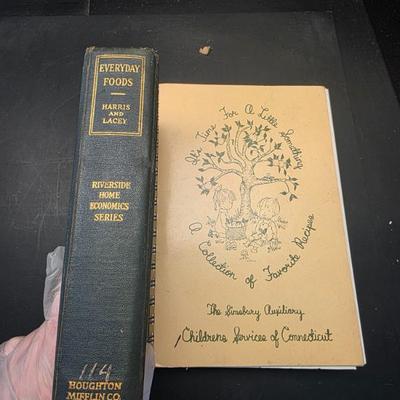 EVERYDAY
FOODS
HARRIS
AND
LACEY
RIVERSIDE
HOME
ECONOMICS
SERIES
114
HOUGHTON
MIFFLIN CO.
It's Time For A Little Something
A Collection of Favorite Recipes
The Simsbury Auxiliary
Childrens Services of Connecticut